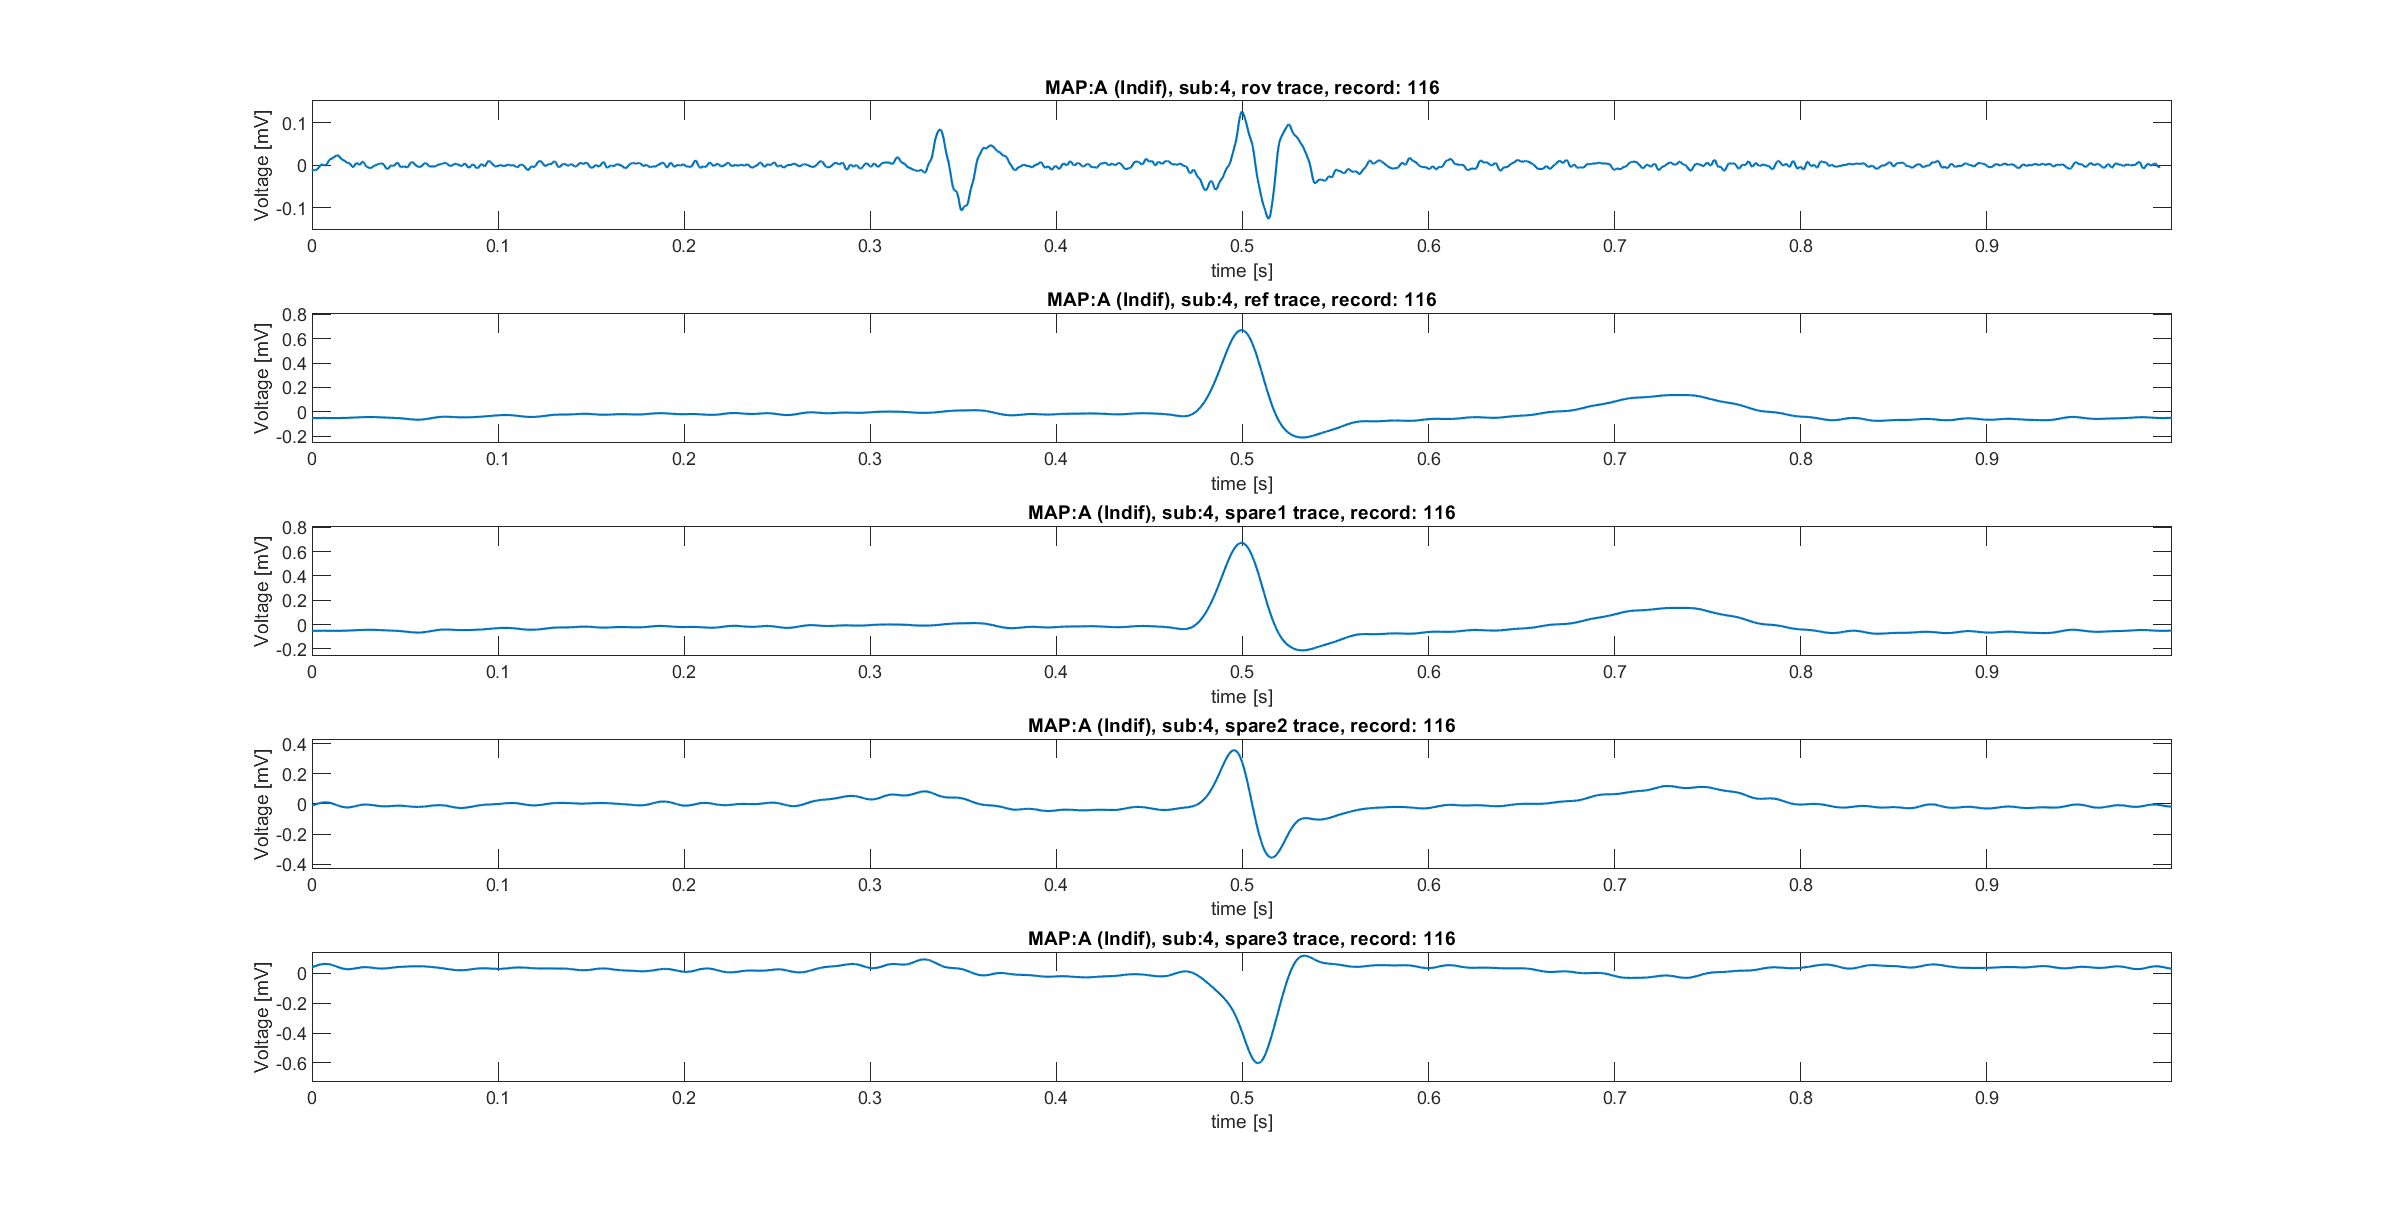 MAP:A (Indif), sub:4, rov trace, record: 116
Voltage [mV]
0.1
0
-0.1
0 0.1 0.2 0.3 0.4 0.5 0.6 0.7 0.8 0.9
time [s]
MAP:A (Indif), sub:4, ref trace, record: 116
Voltage [mV]
0.8
0.6
0.4
0.2
0
-0.2
0 0.1 0.2 0.3 0.4 0.5 0.6 0.7 0.8 0.9
time [s]
MAP:A (Indif), sub:4, spare1 trace, record: 116
Voltage [mV]
0.8
0.6
0.4
0.2
0
-0.2
0 0.1 0.2 0.3 0.4 0.5 0.6 0.7 0.8 0.9
time [s]
MAP:A (Indif), sub:4, spare2 trace, record: 116
Voltage [mV]
0.4
0.2
0
-0.2
-0.4
0 0.1 0.2 0.3 0.4 0.5 0.6 0.7 0.8 0.9
time [s]
MAP:A (Indif), sub:4, spare3 trace, record: 116
Voltage [mV]
0
-0.2
-0.4
-0.6
0 0.1 0.2 0.3 0.4 0.5 0.6 0.7 0.8 0.9
time [s]